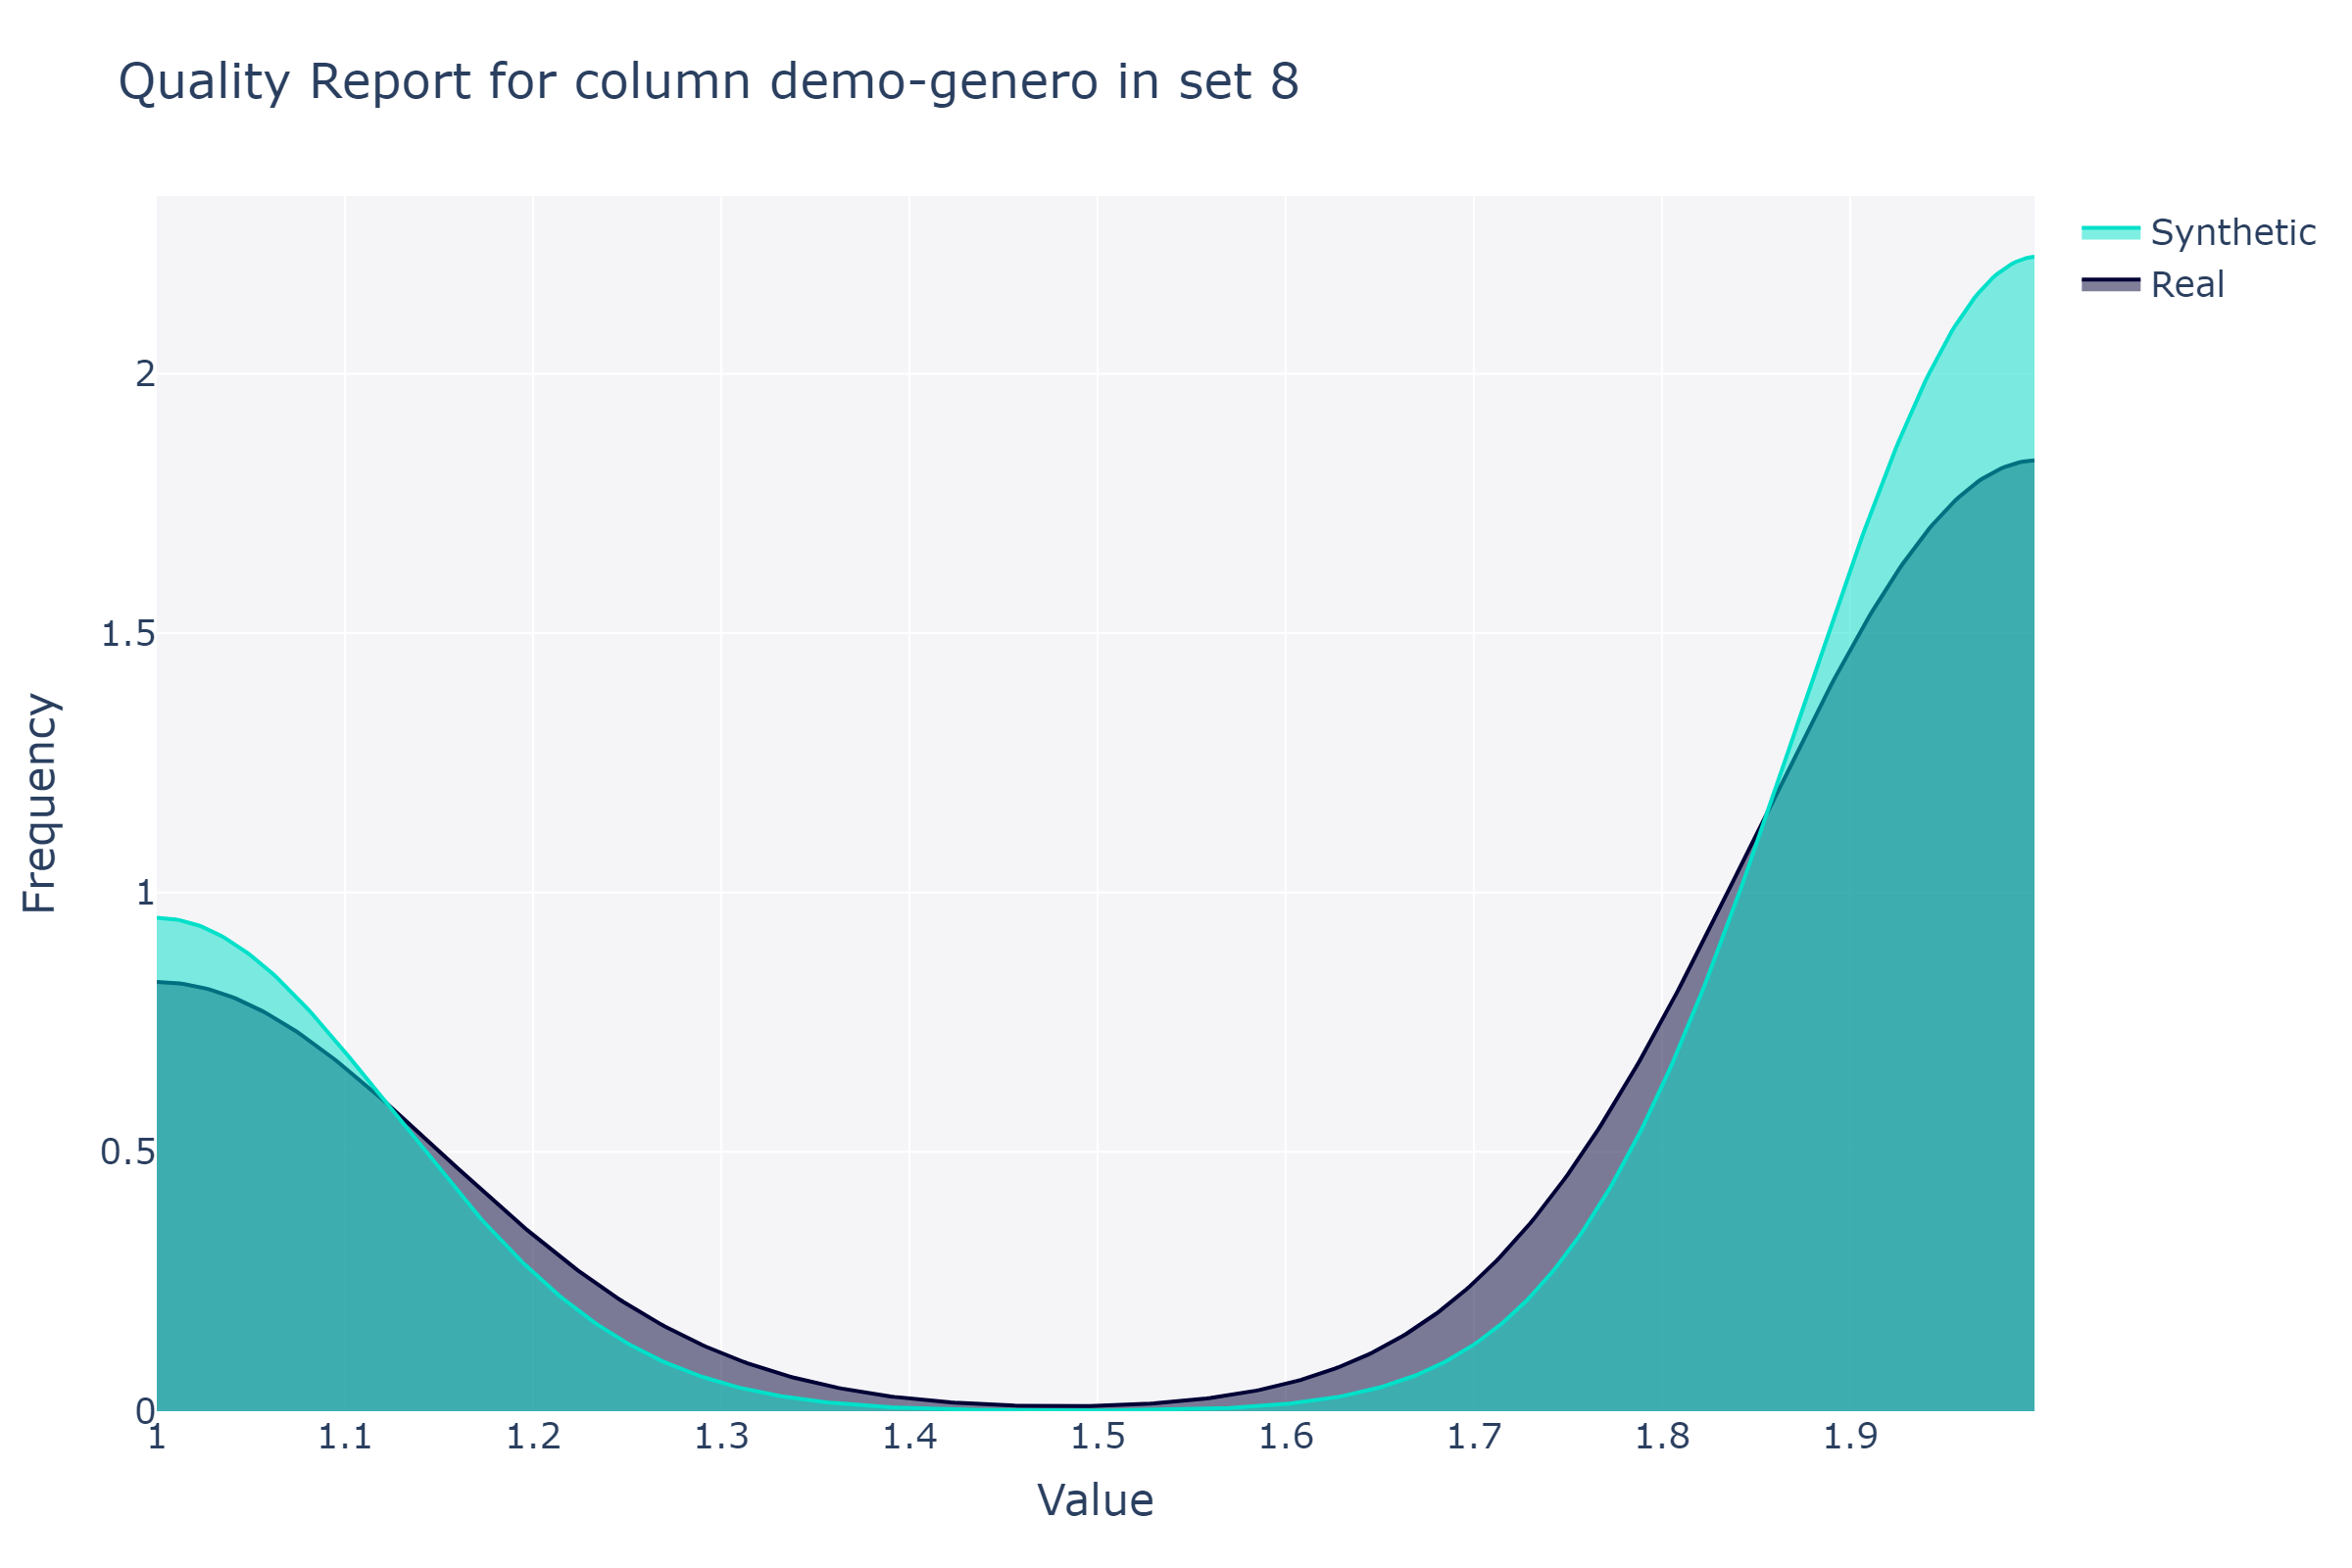 Quality Report for column demo-genero in set 8
Synthetic
Real
2
1.5
1
0.5
0
Frequency
1 1.1 1.2 1.3 1.4 1.5 1.6 1.7 1.8 1.9
Value